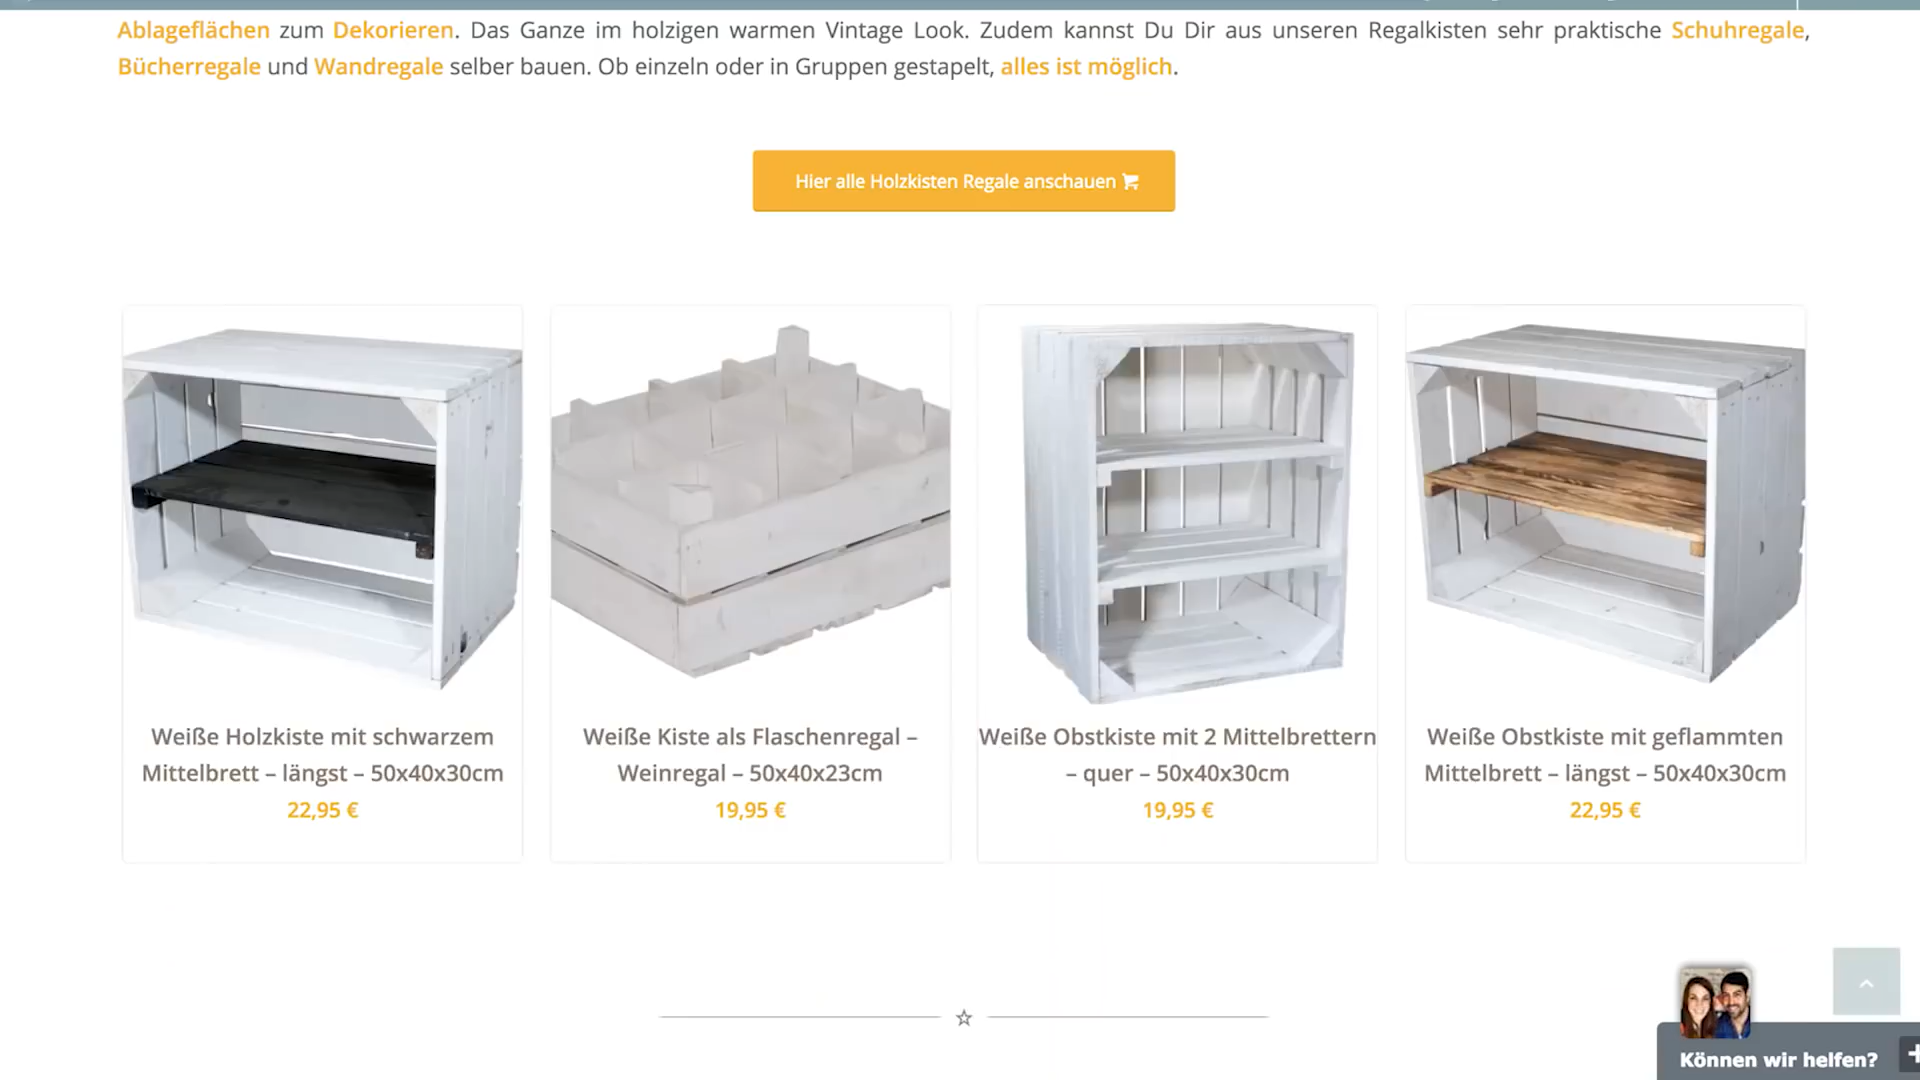 Ablageflächen zum Dekorieren. Das Ganze im holzigen warmen Vintage Look. Zudem kannst Du Dir aus unseren Regalkisten sehr praktische Schuhregale,
Bücherregale und Wandregale selber bauen. Ob einzeln oder in Gruppen gestapelt, alles ist möglich.
Hier alle Holzkisten Regale anschauen
Weiße Holzkiste mit schwarzem
Mittelbrett – längst – 50x40x30cm
22,95 €
Weiße Kiste als Flaschenregal –
Weinregal – 50x40x23cm
19,95 €
Weiße Obstkiste mit 2 Mittelbrettern
– quer – 50x40x30cm
19,95 €
Weiße Obstkiste mit geflammten
Mittelbrett – längst – 50x40x30cm
22,95 €
Können wir helfen?